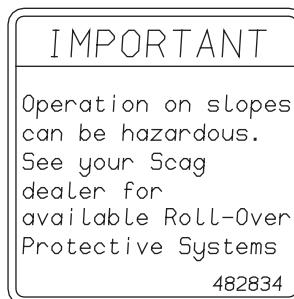 IMPORTANT
Operation on slopes
can be hazardous.
See your Scag
dealer for
available Roll-Over
Protective Systems
482834